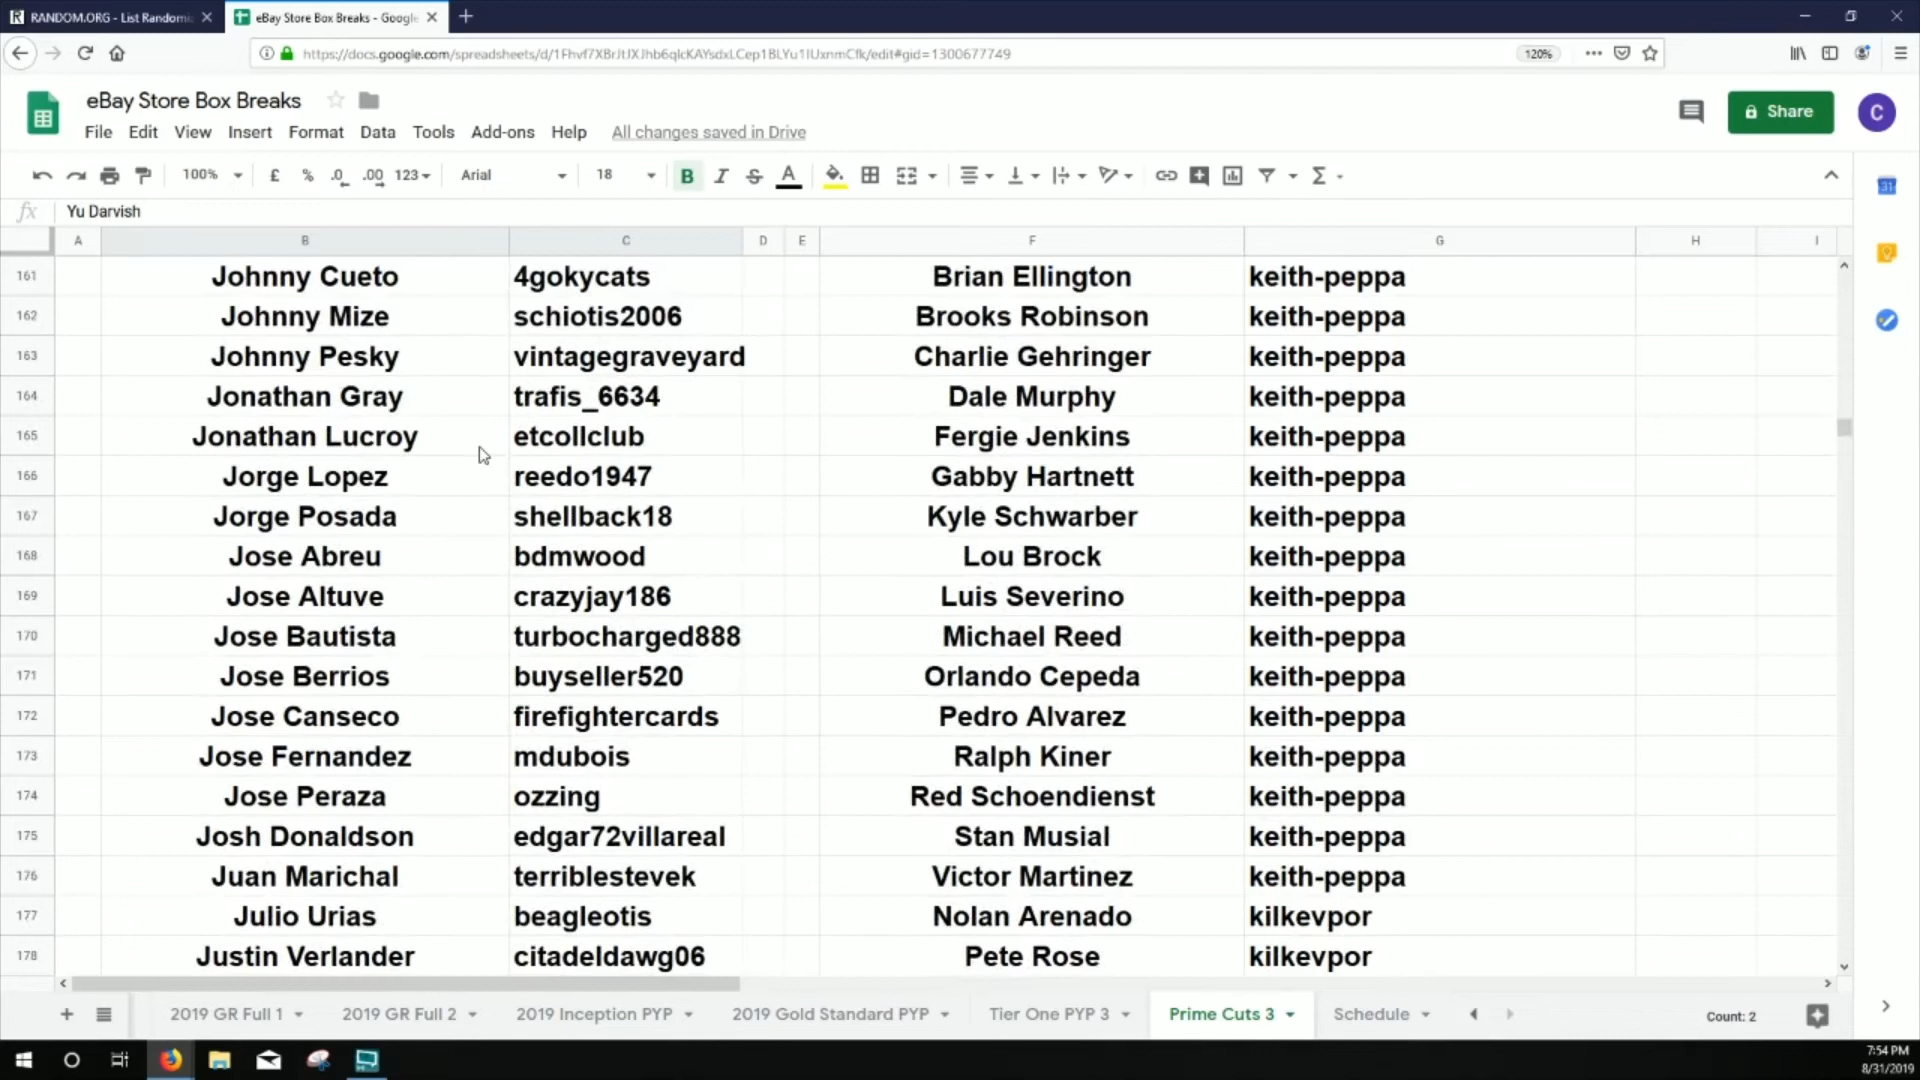 RANDOM.ORG - List Randomi
eBay Store Box Breaks - Google
https://docs.google.com/spreadsheets/d/1Fhvf7XBrJtJXJhb6qlcKAYsdxLCep1BLYu1IUxnmCfk/edit#gid=1300677749
120%
eBay Store Box Breaks
Share
C
File Edit View Insert Format Data Tools Add-ons Help All changes saved in Drive
100% £ % .0 .00 123 Arial 18 B I S A Σ
31
fx Yu Darvish
A B C D E F G H I
161 Johnny Cueto 4gokycats Brian Ellington keith-peppa
162 Johnny Mize schiotis2006 Brooks Robinson keith-peppa
163 Johnny Pesky vintagegraveyard Charlie Gehringer keith-peppa
164 Jonathan Gray trafis_6634 Dale Murphy keith-peppa
165 Jonathan Lucroy etcollclub Fergie Jenkins keith-peppa
166 Jorge Lopez reedo1947 Gabby Hartnett keith-peppa
167 Jorge Posada shellback18 Kyle Schwarber keith-peppa
168 Jose Abreu bdmwood Lou Brock keith-peppa
169 Jose Altuve crazyjay186 Luis Severino keith-peppa
170 Jose Bautista turbocharged888 Michael Reed keith-peppa
171 Jose Berrios buyseller520 Orlando Cepeda keith-peppa
172 Jose Canseco firefightercards Pedro Alvarez keith-peppa
173 Jose Fernandez mdubois Ralph Kiner keith-peppa
174 Jose Peraza ozzing Red Schoendienst keith-peppa
175 Josh Donaldson edgar72villareal Stan Musial keith-peppa
176 Juan Marichal terriblestevek Victor Martinez keith-peppa
177 Julio Urias beagleotis Nolan Arenado kilkevpor
178 Justin Verlander citadeldawg06 Pete Rose kilkevpor
2019 GR Full 1 2019 GR Full 2 2019 Inception PYP 2019 Gold Standard PYP Tier One PYP 3 Prime Cuts 3 Schedule Count: 2
7:54 PM
8/31/2019